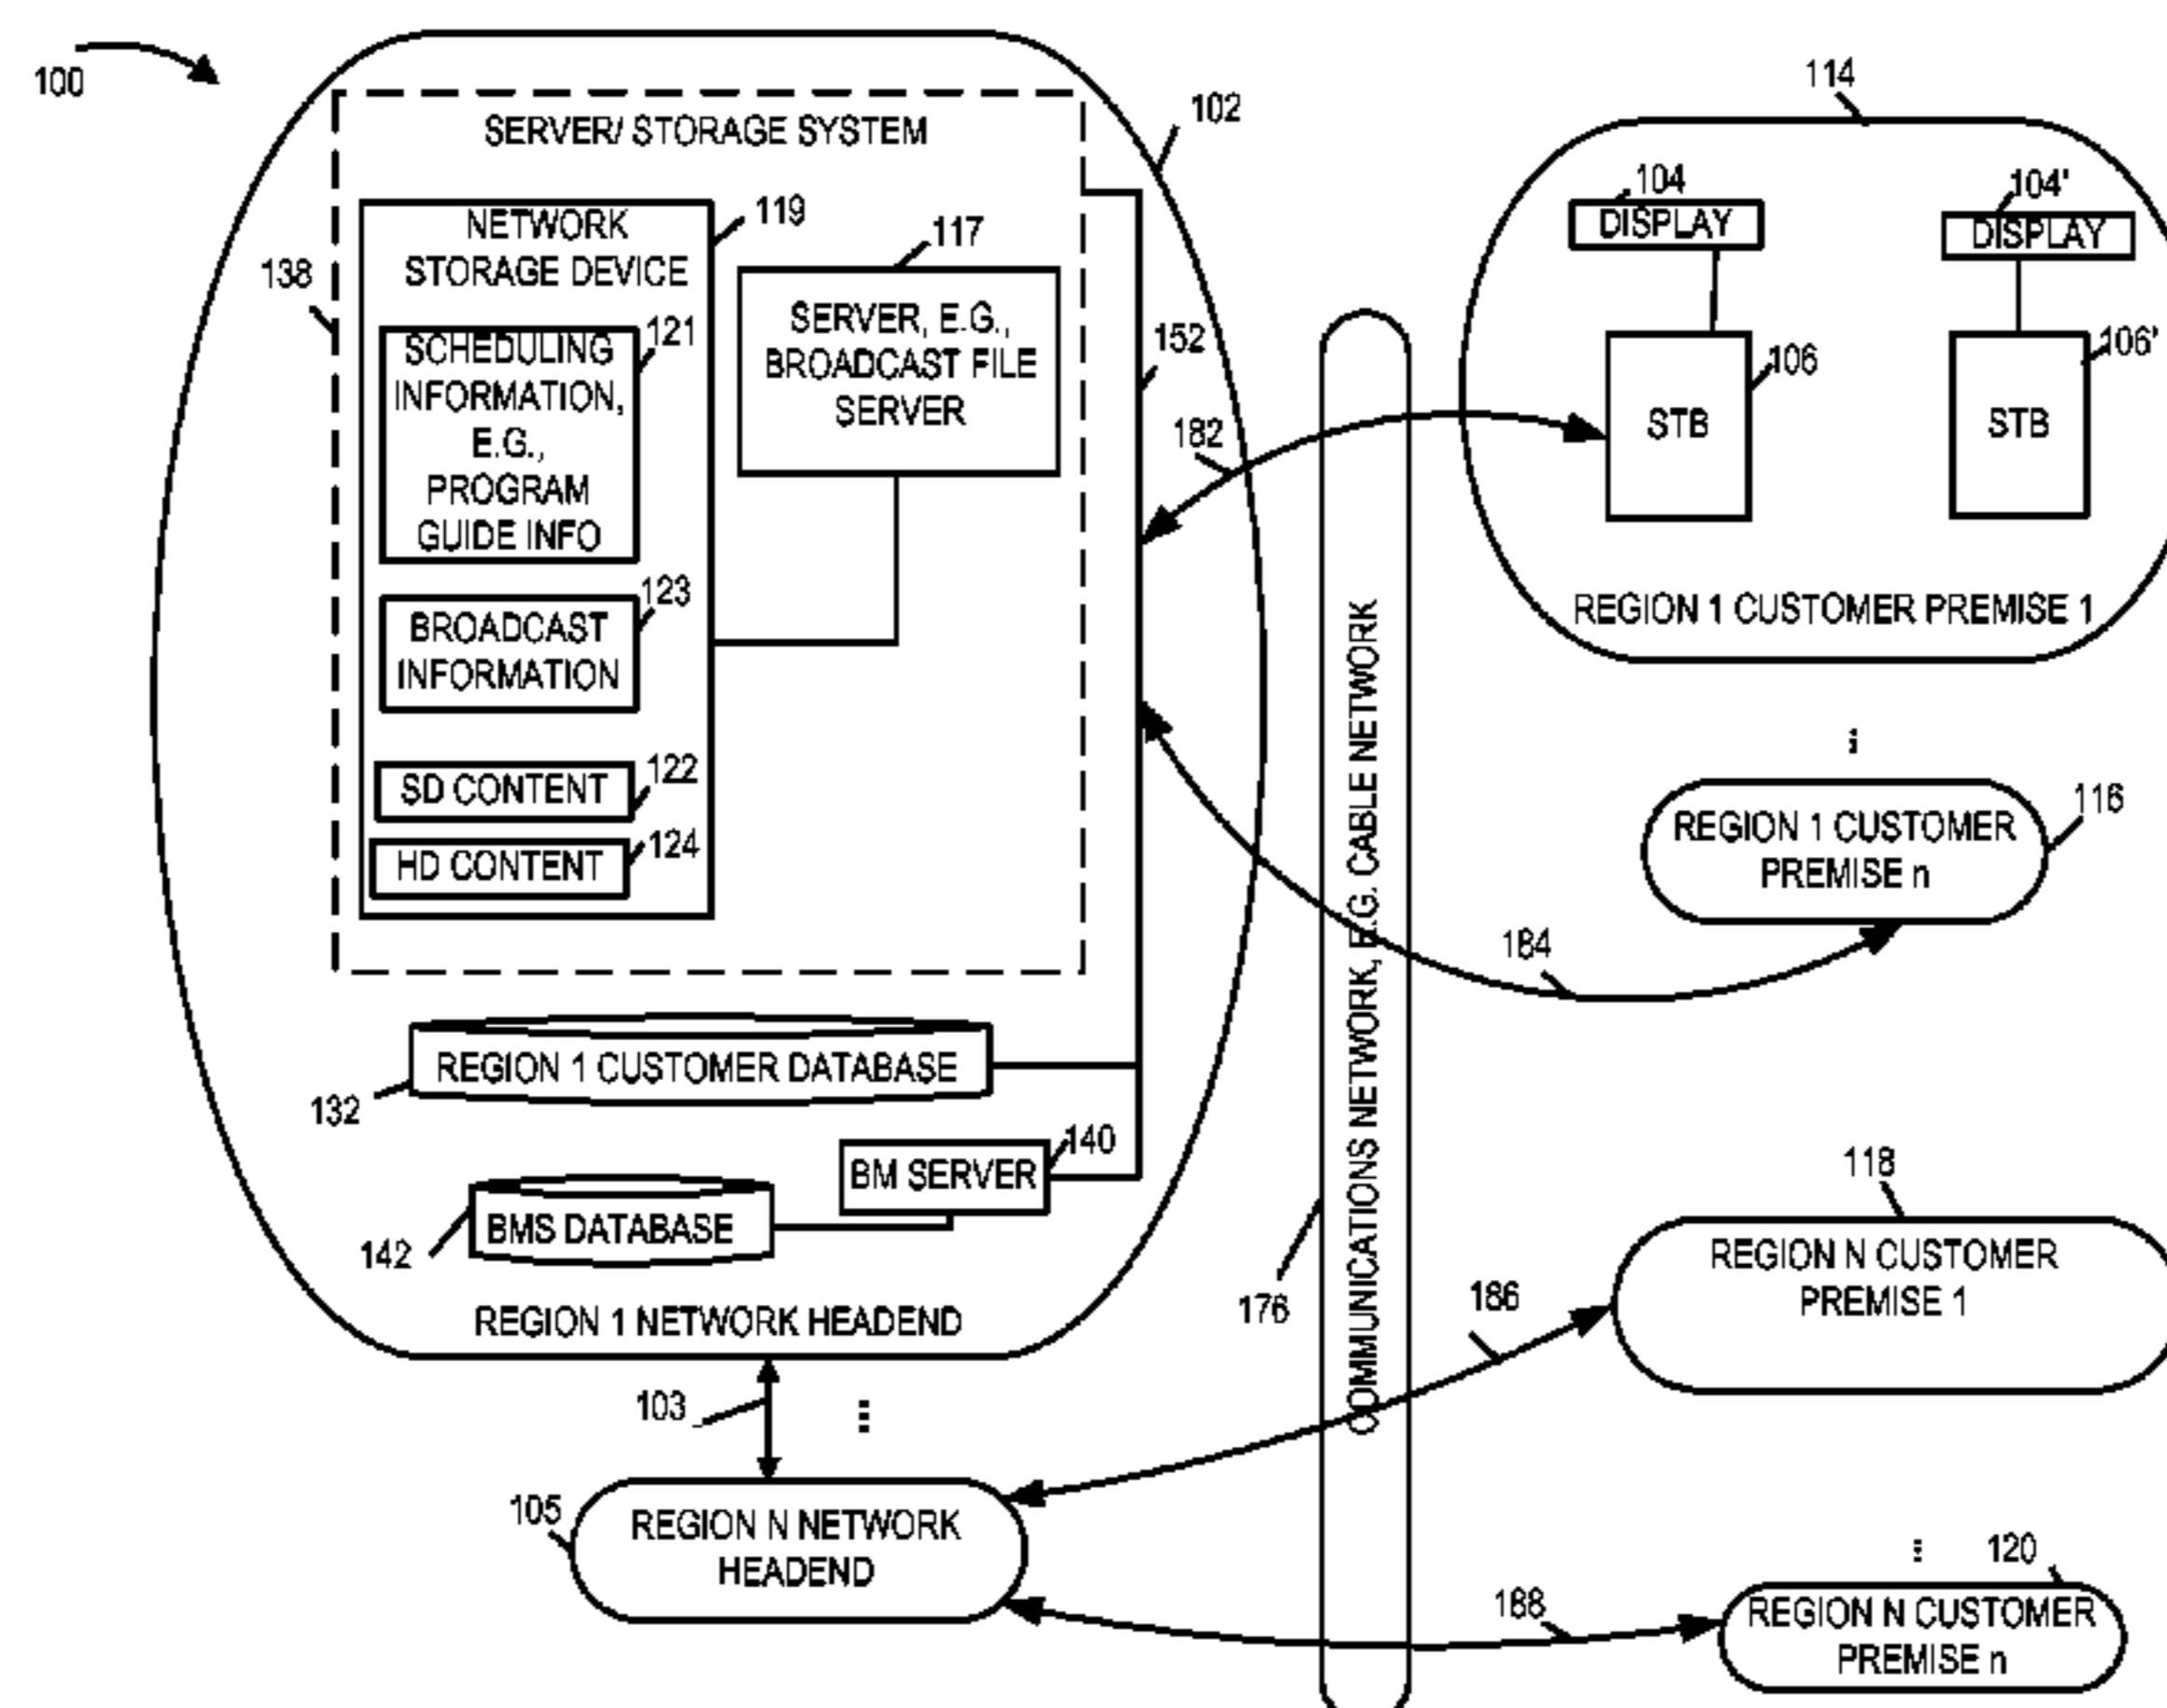 100
SERVER/ STORAGE SYSTEM
102
138
NETWORK
STORAGE DEVICE
119
117
SCHEDULING
INFORMATION,
E.G.,
PROGRAM
GUIDE INFO
121
SERVER, E.G.,
BROADCAST FILE
SERVER
152
BROADCAST
INFORMATION
123
SD CONTENT
122
HD CONTENT
124
REGION 1 CUSTOMER DATABASE
132
BM SERVER
140
BMS DATABASE
142
REGION 1 NETWORK HEADEND
103
105
REGION N NETWORK
HEADEND
COMMUNICATIONS NETWORK, E.G. CABLE NETWORK
176
182
184
186
188
114
104
DISPLAY
104'
DISPLAY
106
STB
106'
STB
REGION 1 CUSTOMER PREMISE 1
REGION 1 CUSTOMER
PREMISE n
116
118
REGION N CUSTOMER
PREMISE 1
120
REGION N CUSTOMER
PREMISE n